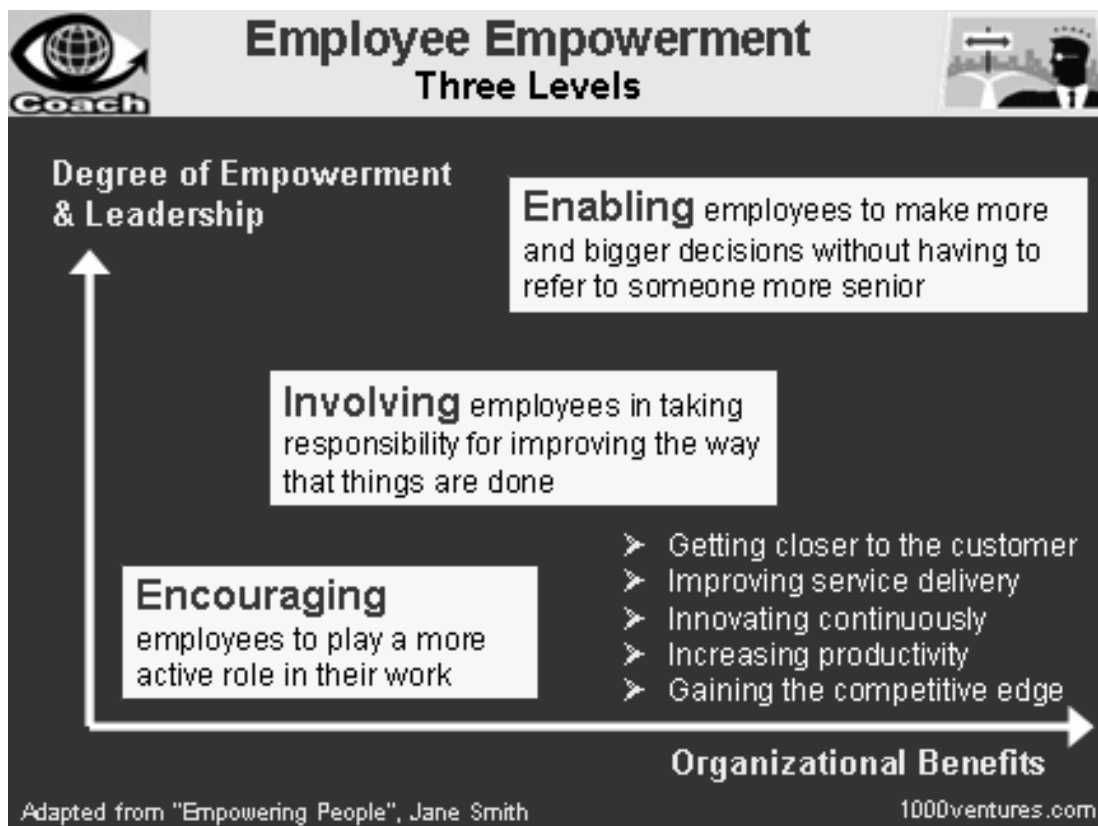 Coach
Employee Empowerment
Three Levels
Degree of Empowerment
& Leadership
Enabling employees to make more
and bigger decisions without having to
refer to someone more senior
Involving employees in taking
responsibility for improving the way
that things are done
Encouraging
employees to play a more
active role in their work
➢ Getting closer to the customer
➢ Improving service delivery
➢ Innovating continuously
➢ Increasing productivity
➢ Gaining the competitive edge
Organizational Benefits
Adapted from "Empowering People", Jane Smith
1000ventures.com